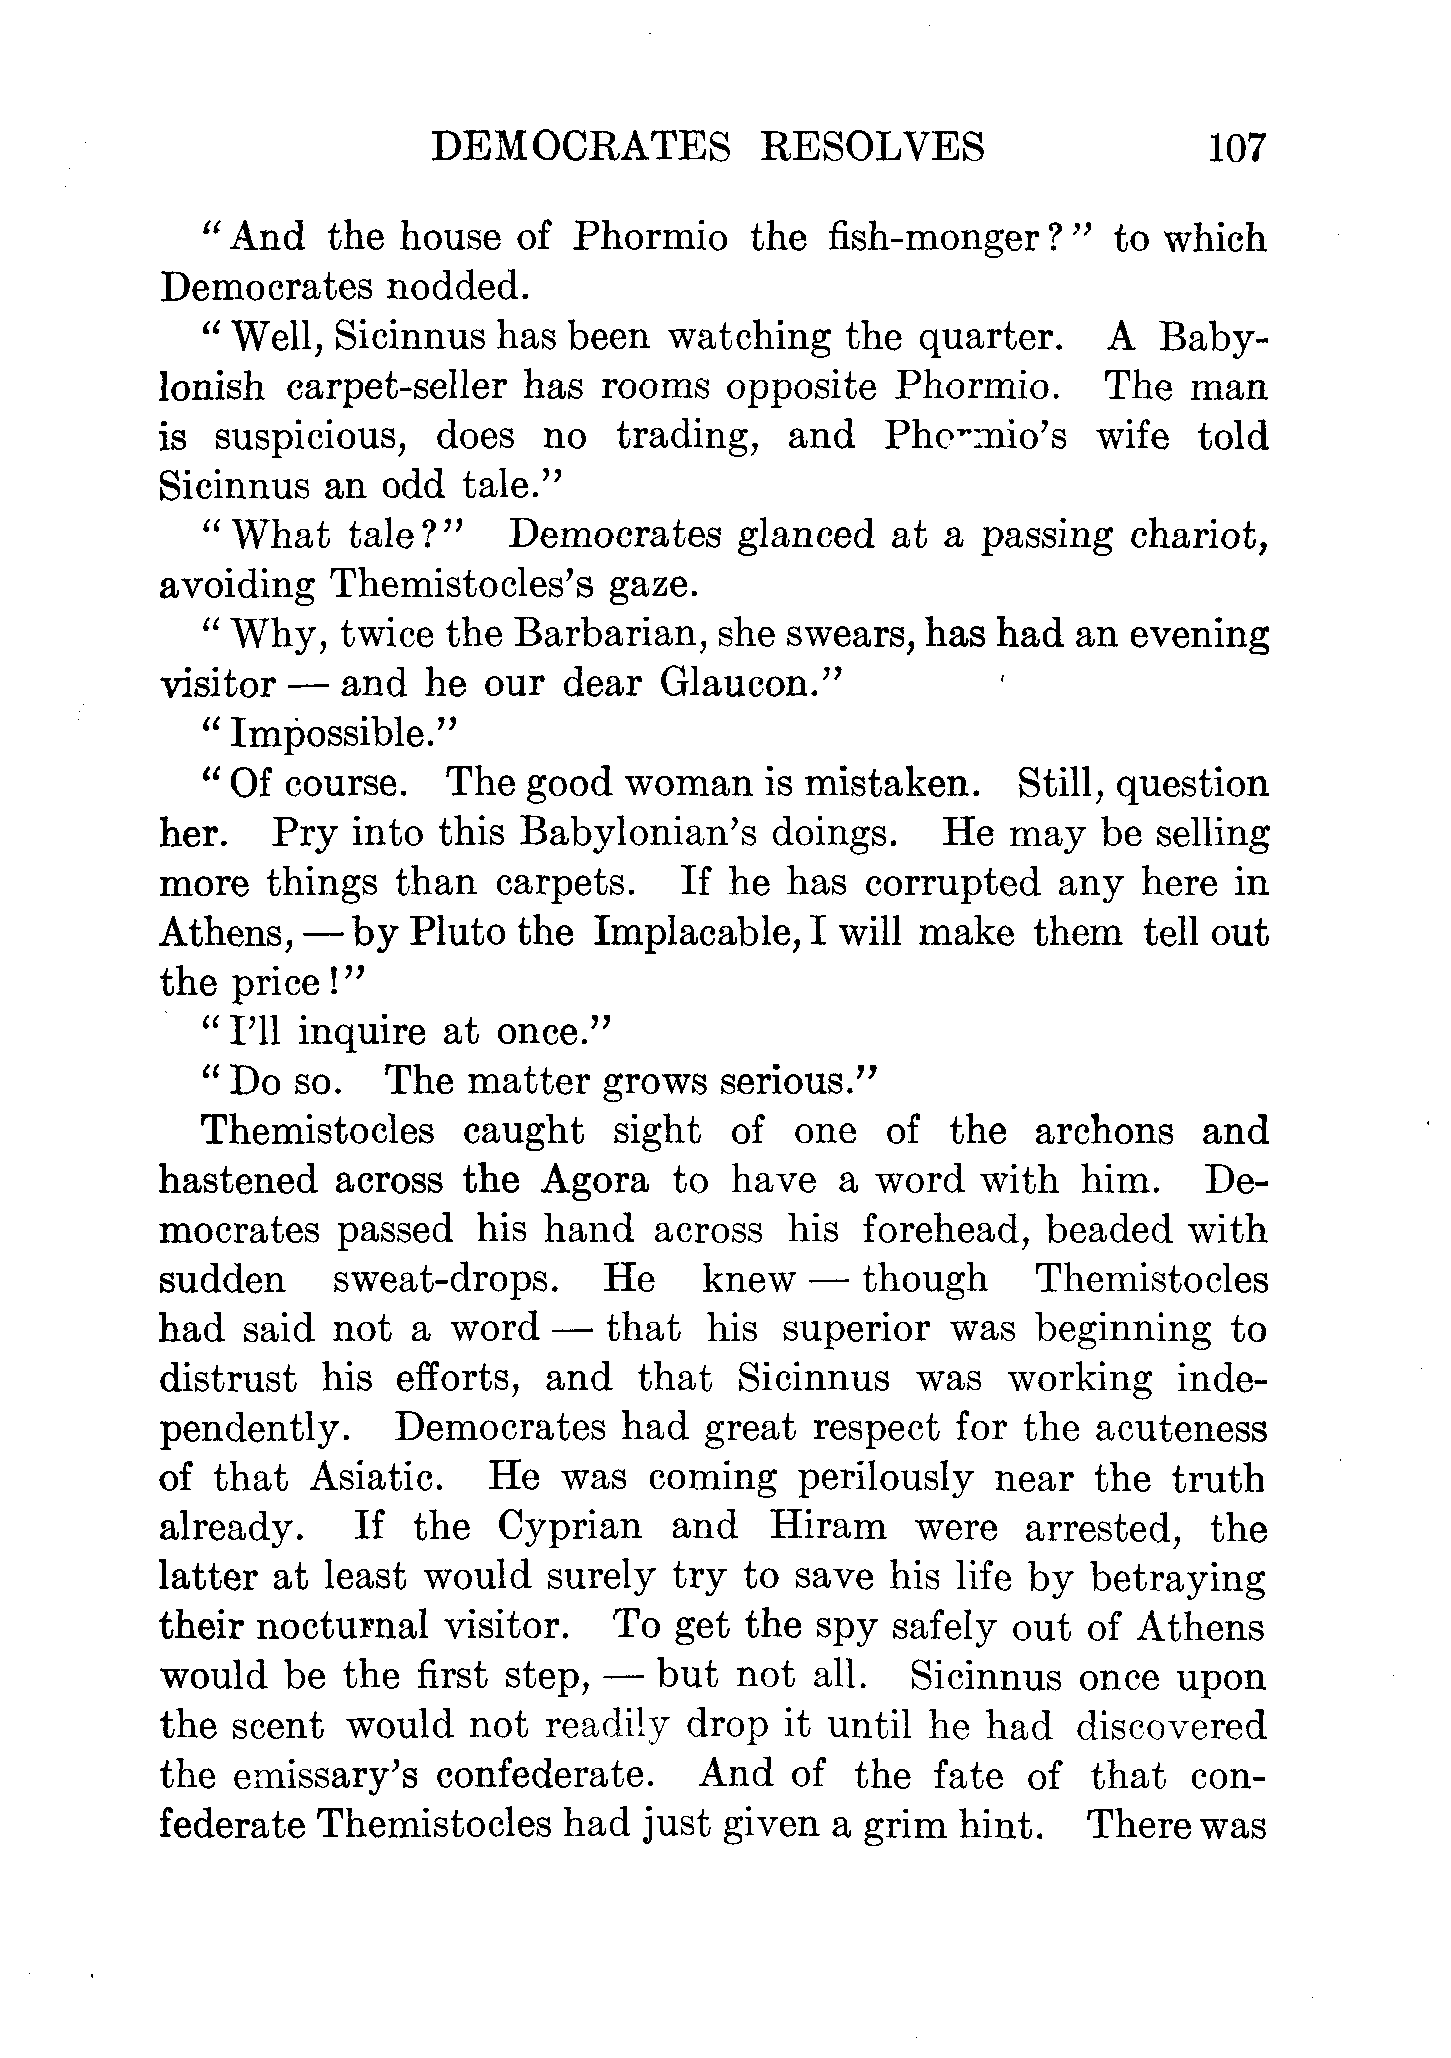 DEMOCRATES RESOLVES 107
"And the house of Phormio the fish-monger?" to which
Democrates nodded.
"Well, Sicinnus has been watching the quarter. A Baby-
lonish carpet-seller has rooms opposite Phormio. The man
is suspicious, does no trading, and Phormio's wife told
Sicinnus an odd tale."
"What tale?" Democrates glanced at a passing chariot,
avoiding Themistocles's gaze.
"Why, twice the Barbarian, she swears, has had an evening
visitor — and he our dear Glaucon."
"Impossible."
"Of course. The good woman is mistaken. Still, question
her. Pry into this Babylonian's doings. He may be selling
more things than carpets. If he has corrupted any here in
Athens, — by Pluto the Implacable, I will make them tell out
the price!"
"I'll inquire at once."
"Do so. The matter grows serious."
Themistocles caught sight of one of the archons and
hastened across the Agora to have a word with him. De-
mocrates passed his hand across his forehead, beaded with
sudden sweat-drops. He knew — though Themistocles
had said not a word — that his superior was beginning to
distrust his efforts, and that Sicinnus was working inde-
pendently. Democrates had great respect for the acuteness
of that Asiatic. He was coming perilously near the truth
already. If the Cyprian and Hiram were arrested, the
latter at least would surely try to save his life by betraying
their nocturnal visitor. To get the spy safely out of Athens
would be the first step, — but not all. Sicinnus once upon
the scent would not readily drop it until he had discovered
the emissary's confederate. And of the fate of that con-
federate Themistocles had just given a grim hint. There was